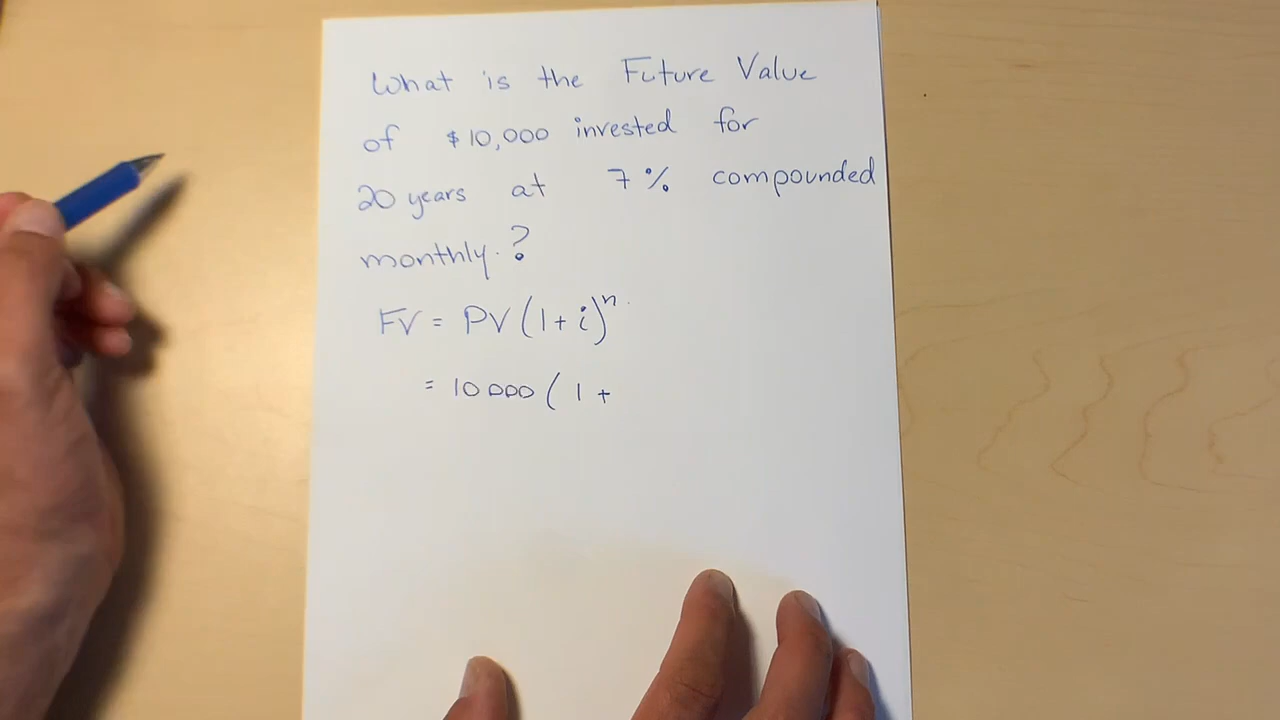 What is the Future Value
of $10,000 invested for
20 years at 7% compounded
monthly.?
FV = PV(1+i)^n
= 10000(1+